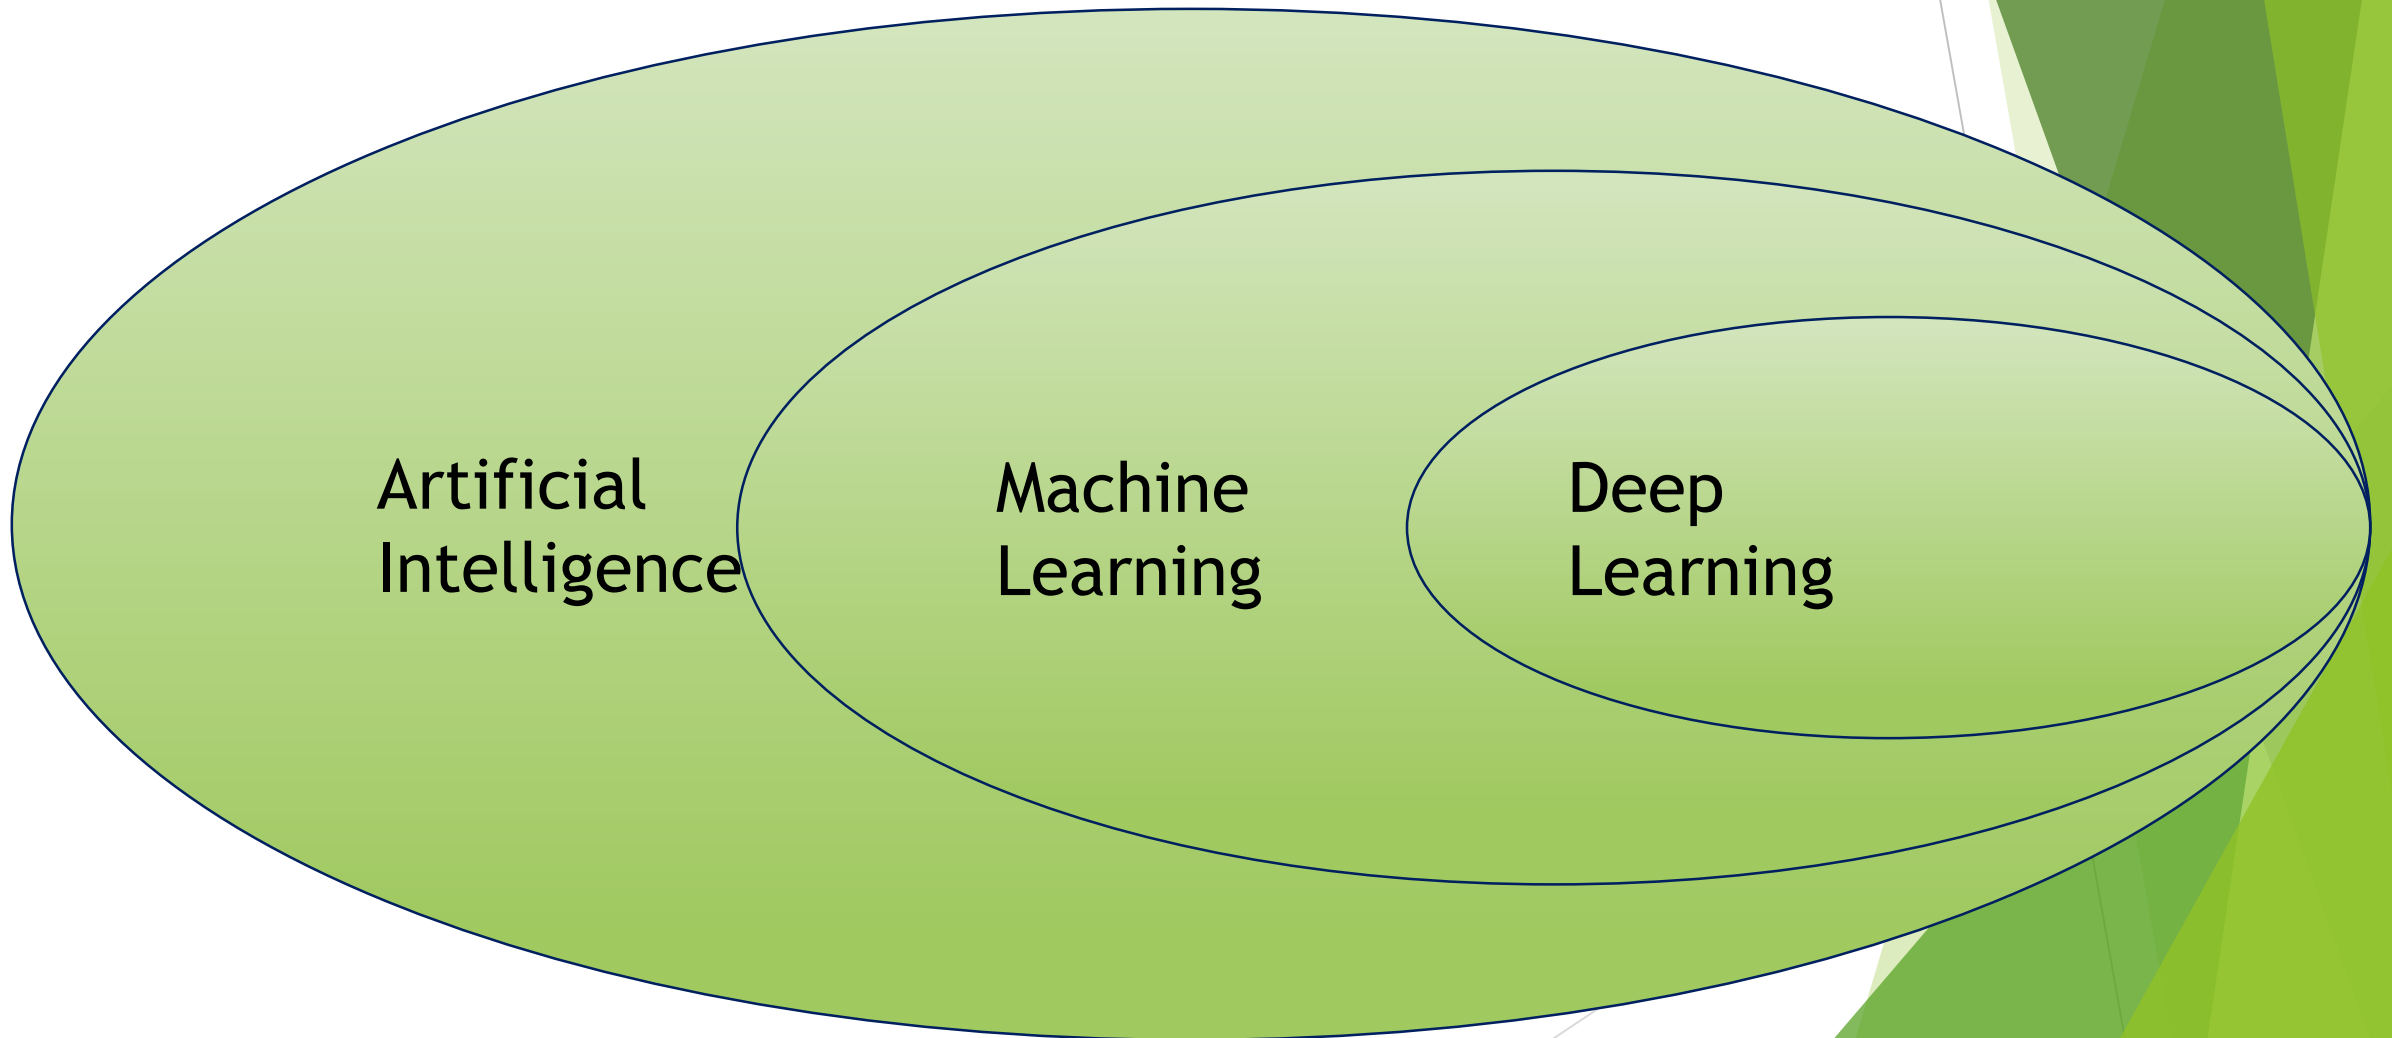 Artificial
Intelligence
Machine
Learning
Deep
Learning